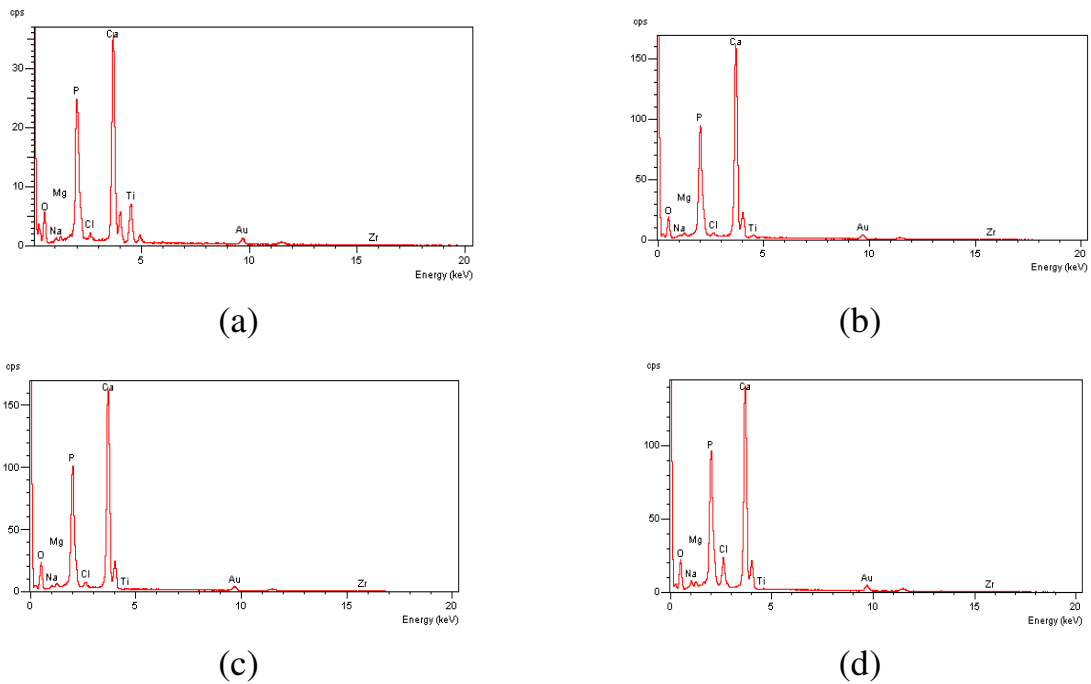 cps
30
20
10
0
Ca
P
Ti
O
Mg
Na
Cl
Au
Zr
5
10
15
20
Energy (keV)
(a)
cps
150
100
50
0
Ca
P
O
Mg
Na
Cl
Ti
Au
Zr
0
5
10
15
20
Energy (keV)
(b)
cps
150
100
50
0
Ca
P
O
Mg
Na
Cl
Ti
Au
Zr
0
5
10
15
20
Energy (keV)
(c)
cps
100
50
0
Ca
P
O
Mg
Na
Cl
Ti
Au
Zr
0
5
10
15
20
Energy (keV)
(d)